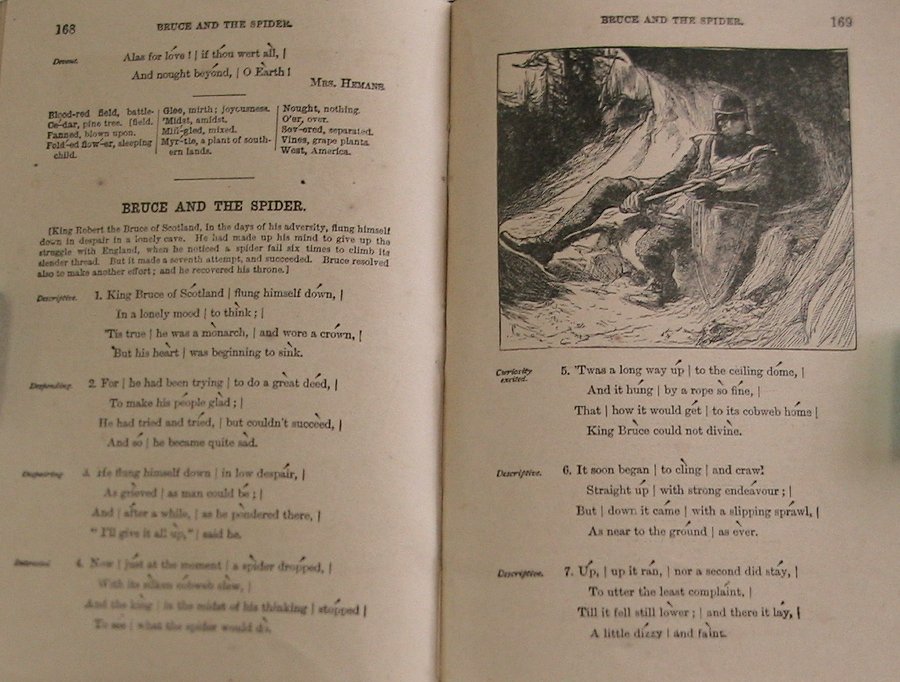 168
BRUCE AND THE SPIDER.
Devout.
Alas for love! | if thou wert all, |
And nought beyond, | O Earth!
MRS. HEMANS.
Blood-red field, battle-
Ce-dar, pine tree. [field.
Fanned, blown upon.
Fold-ed flow-er, sleeping
child.
Glee, mirth; joyousness.
'Midst, amidst.
Min-gled, mixed.
Myr-tle, a plant of south-
ern lands.
Nought, nothing.
O'er, over.
Sev-ered, separated.
Vines, grape plants.
West, America.
BRUCE AND THE SPIDER.
[King Robert the Bruce of Scotland, in the days of his adversity, flung himself
down in despair in a lonely cave. He had made up his mind to give up the
struggle with England, when he noticed a spider fail six times to climb its
slender thread. But it made a seventh attempt, and succeeded. Bruce resolved
also to make another effort; and he recovered his throne.]
Descriptive.
1. King Bruce of Scotland | flung himself down, |
In a lonely mood | to think; |
'Tis true | he was a monarch, | and wore a crown, |
But his heart | was beginning to sink.
Desponding.
2. For | he had been trying | to do a great deed, |
To make his people glad; |
He had tried and tried, | but couldn't succeed, |
And so | he became quite sad.
Despairing.
3. He flung himself down | in low despair, |
As grieved | as man could be; |
And | after a while, | as he pondered there, |
"I'll give it all up," | said he.
Interested.
4. Now | just at the moment | a spider dropped, |
With its silken cobweb clew, |
And the king | in the midst of his thinking | stopped |
To see | what the spider would do.
BRUCE AND THE SPIDER.
169
Curiosity
excited.
5. 'Twas a long way up | to the ceiling dome, |
And it hung | by a rope so fine, |
That | how it would get | to its cobweb home |
King Bruce could not divine.
Descriptive.
6. It soon began | to cling | and crawl
Straight up | with strong endeavour; |
But | down it came | with a slipping sprawl, |
As near to the ground | as ever.
Descriptive.
7. Up, | up it ran, | nor a second did stay, |
To utter the least complaint, |
Till it fell still lower; | and there it lay, |
A little dizzy | and faint.